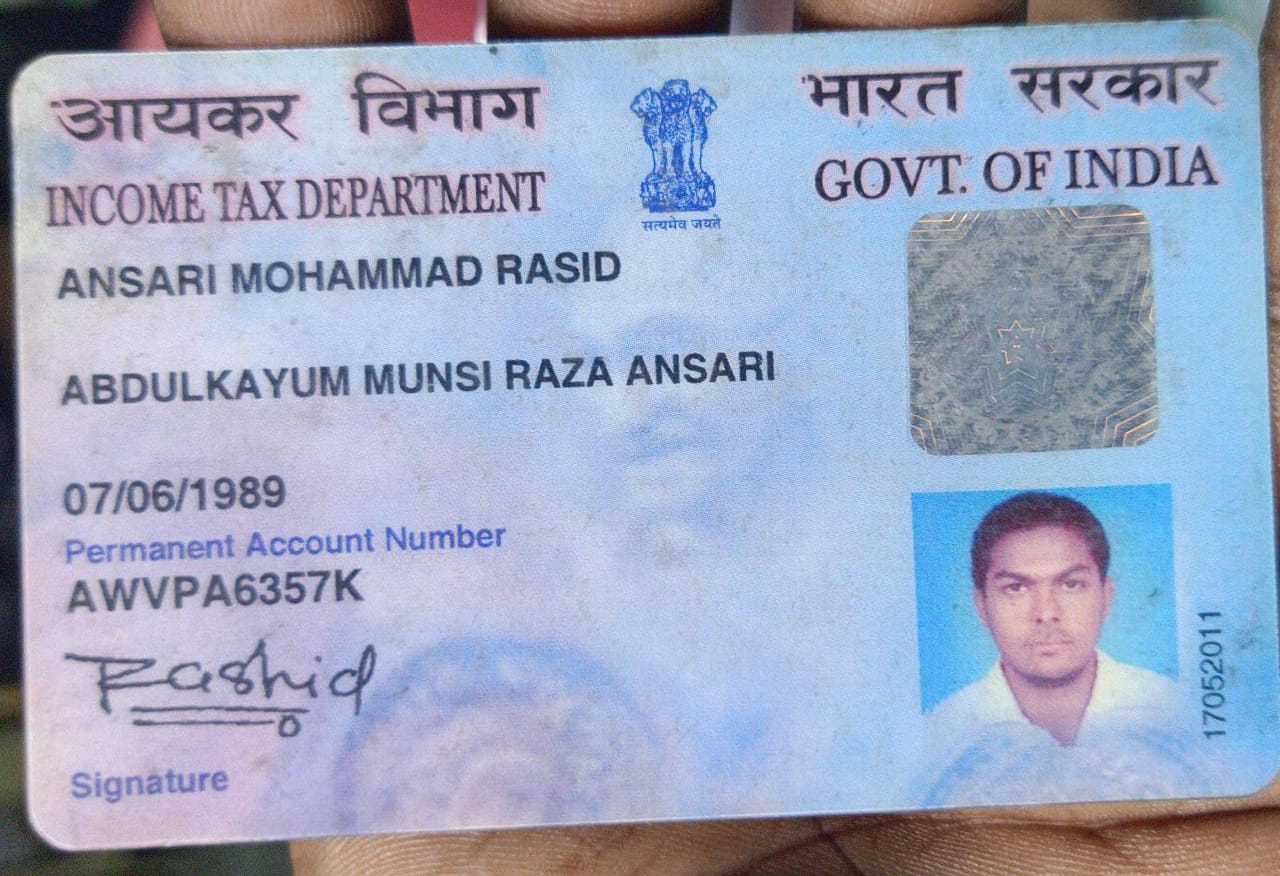 आयकर विभाग
INCOME TAX DEPARTMENT
सत्यमेव जयते
भारत सरकार
GOVT. OF INDIA
ANSARI MOHAMMAD RASID
ABDULKAYUM MUNSI RAZA ANSARI
07/06/1989
Permanent Account Number
AWVPA6357K
Rashid
Signature
17052011